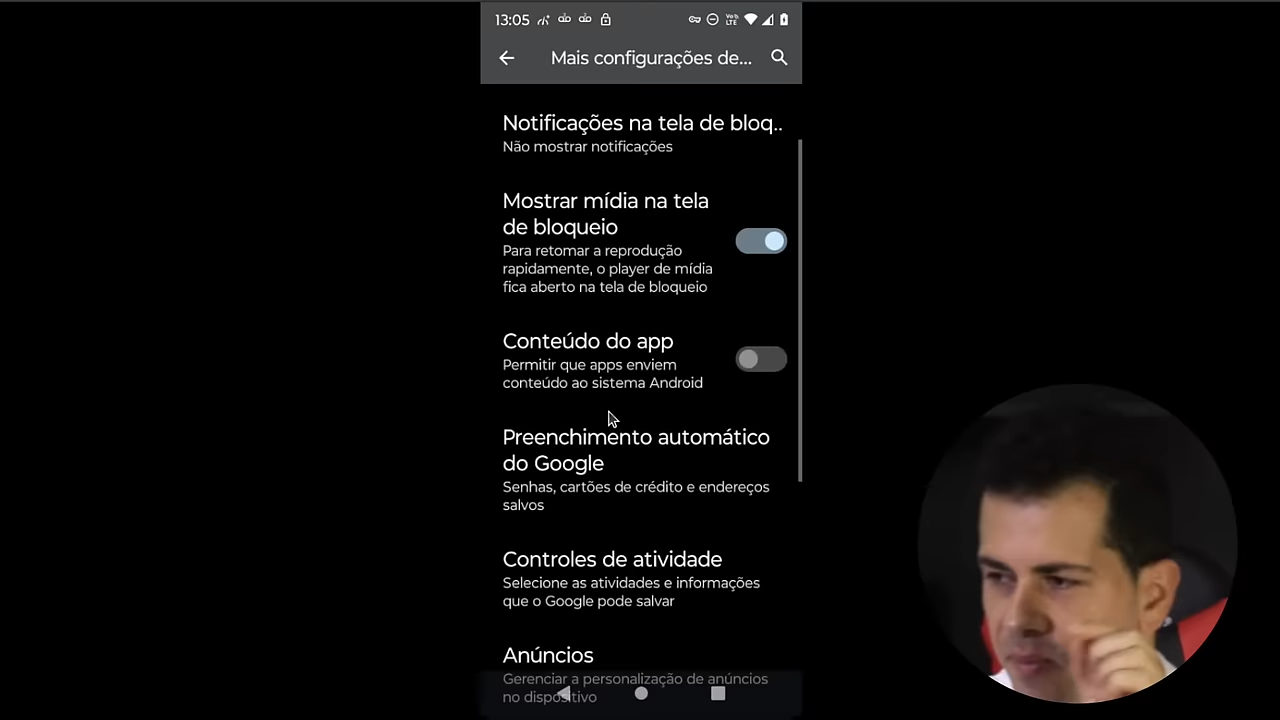 13:05
Mais configurações de...
Notificações na tela de bloq..
Não mostrar notificações
Mostrar mídia na tela
de bloqueio
Para retomar a reprodução
rapidamente, o player de mídia
fica aberto na tela de bloqueio
Conteúdo do app
Permitir que apps enviem
conteúdo ao sistema Android
Preenchimento automático
do Google
Senhas, cartões de crédito e endereços
salvos
Controles de atividade
Selecione as atividades e informações
que o Google pode salvar
Anúncios
Gerenciar a personalização de anúncios
no dispositivo